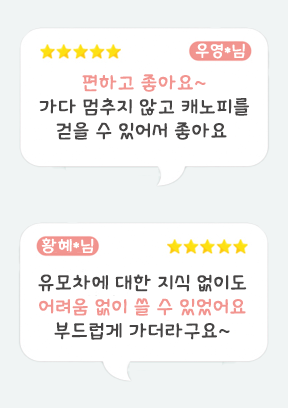 우영*님
편하고 좋아요~
가다 멈추지 않고 캐노피를
걷을 수 있어서 좋아요
황혜*님
유모차에 대한 지식 없이도
어려움 없이 쓸 수 있었어요
부드럽게 가더라구요~